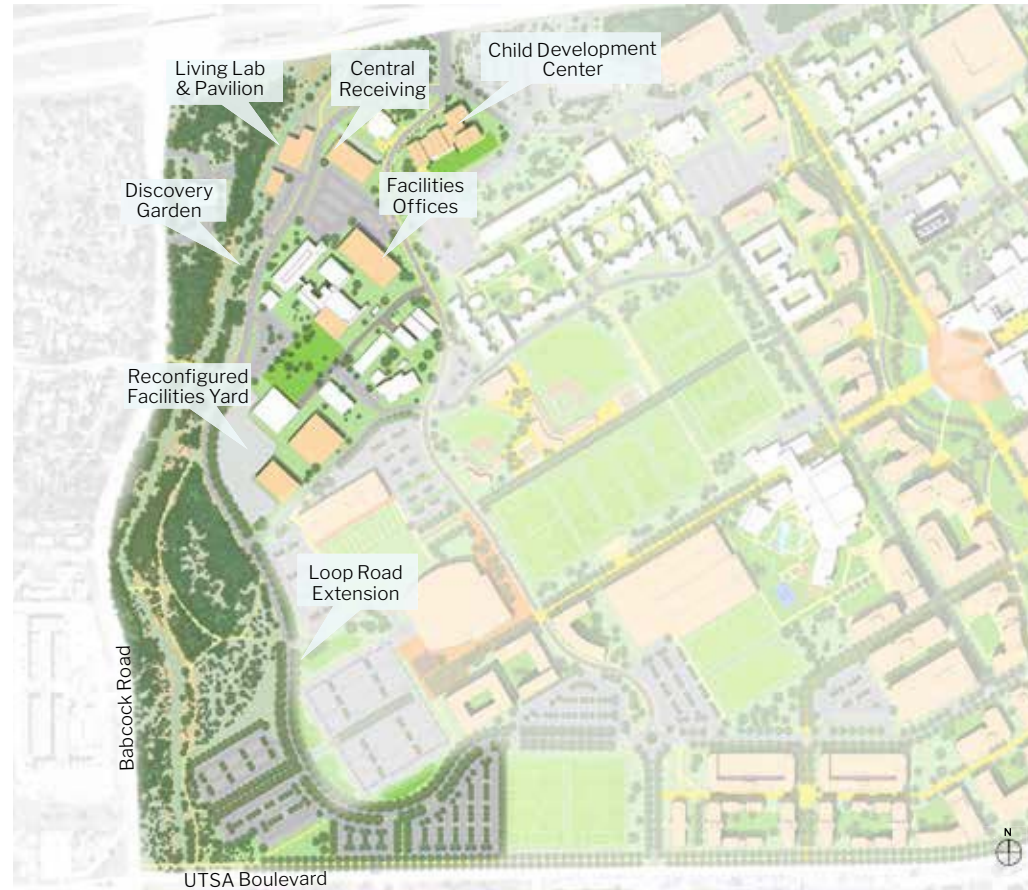 Living Lab
& Pavilion
Central
Receiving
Child Development
Center
Discovery
Garden
Facilities
Offices
Reconfigured
Facilities Yard
Loop Road
Extension
Babcock Road
UTSA Boulevard
N